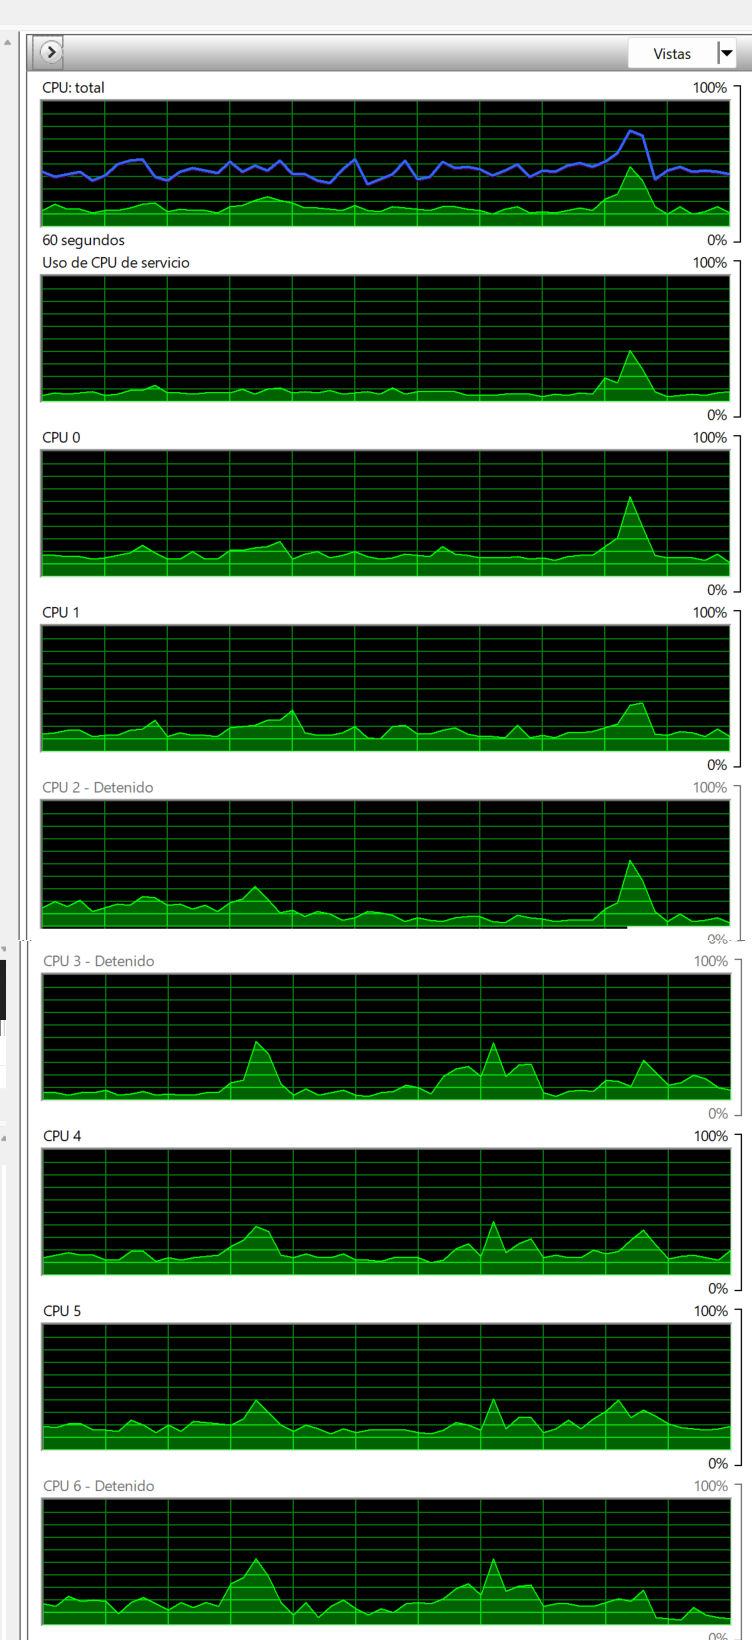 Vistas
CPU: total 100%
60 segundos 0%
Uso de CPU de servicio 100%
0%
CPU 0 100%
0%
CPU 1 100%
0%
CPU 2 - Detenido 100%
0%
CPU 3 - Detenido 100%
0%
CPU 4 100%
0%
CPU 5 100%
0%
CPU 6 - Detenido 100%
0%